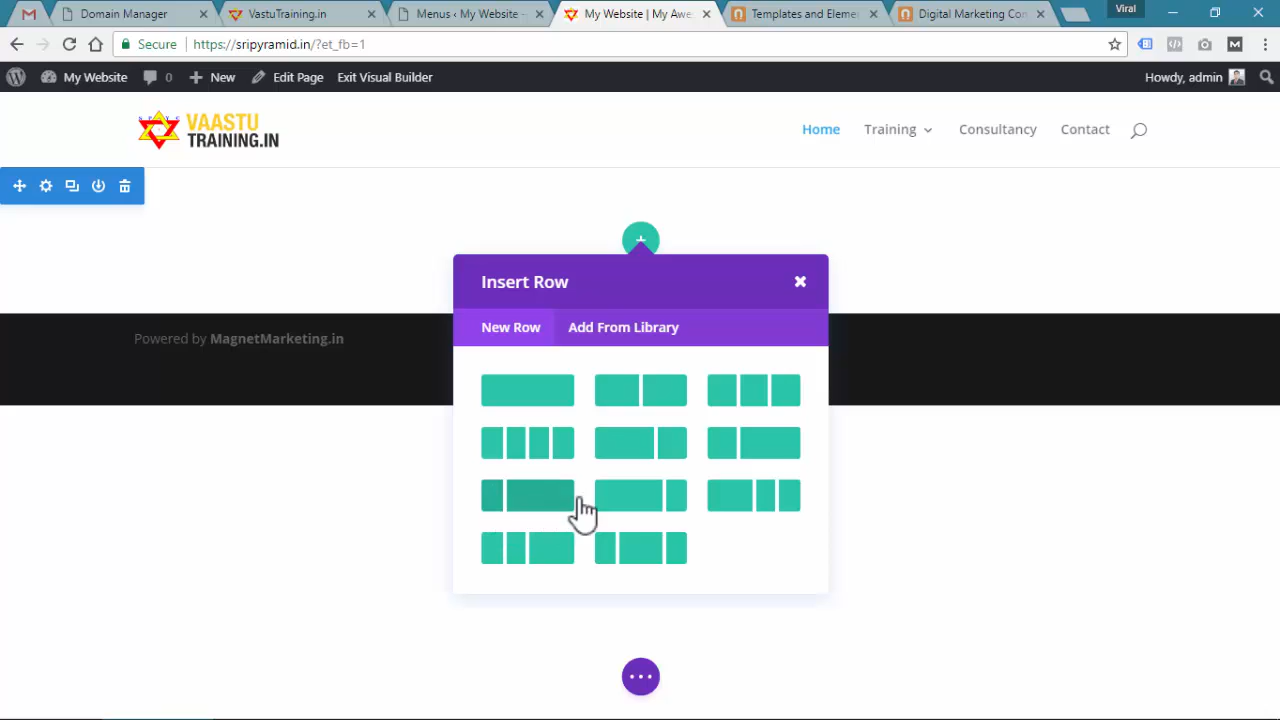 Domain Manager
VastuTraining.in
Menus ‹ My Website –
My Website | My Awe
Templates and Eleme
Digital Marketing Con
Viral
Secure
https://sripyramid.in/?et_fb=1
My Website
0
New
Edit Page
Exit Visual Builder
Howdy, admin
VAASTU
TRAINING.IN
Home
Training
Consultancy
Contact
Insert Row
New Row
Add From Library
Powered by MagnetMarketing.in